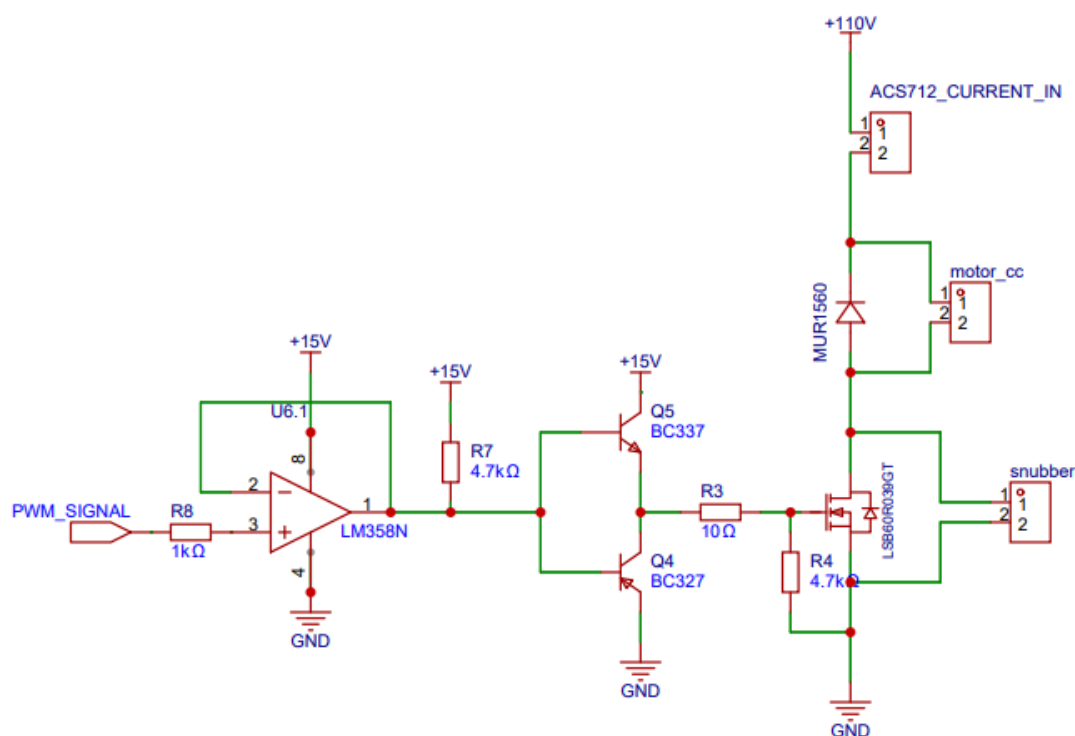 +110V
ACS712_CURRENT_IN
1
1
2
2
motor_cc
1
1
2
2
MUR1560
+15V
U6.1
8
2
3
1
4
LM358N
PWM_SIGNAL
R8
1kΩ
GND
+15V
R7
4.7kΩ
+15V
Q5
BC337
Q4
BC327
GND
R3
10Ω
R4
4.7kΩ
LSB60R039GT
snubber
1
1
2
2
GND